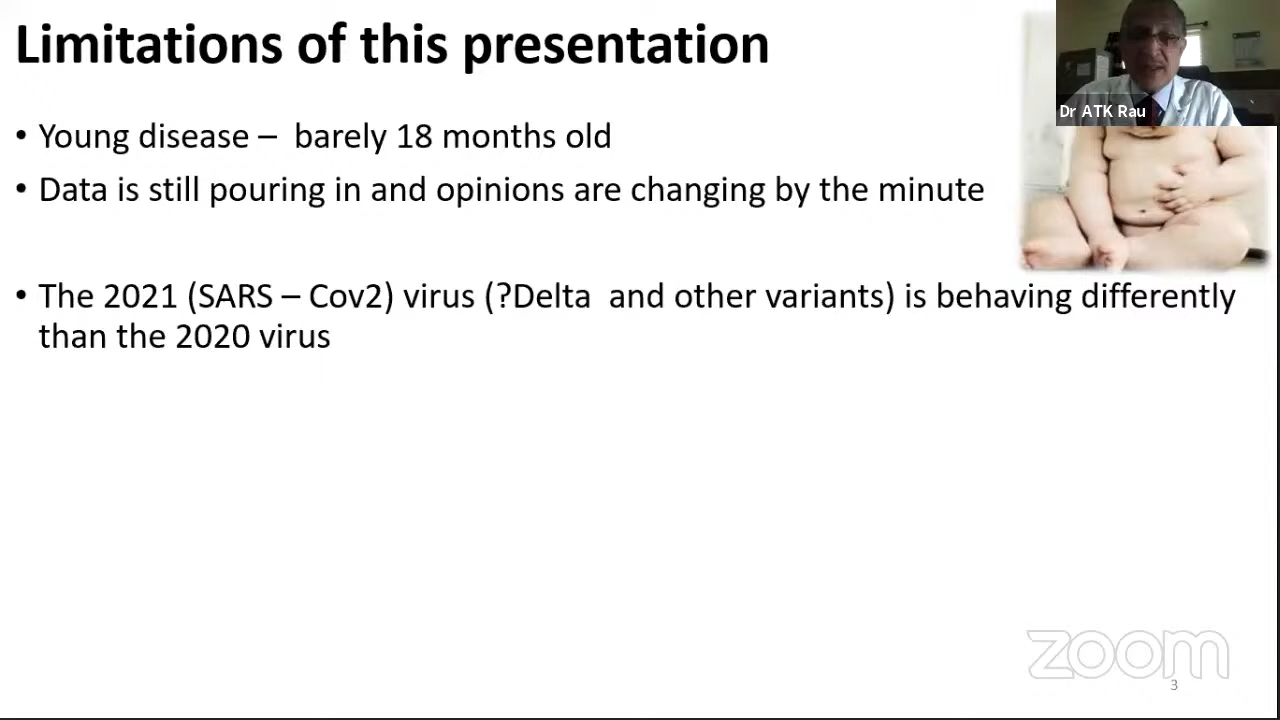 Limitations of this presentation
Dr ATK Rau
• Young disease – barely 18 months old
• Data is still pouring in and opinions are changing by the minute
• The 2021 (SARS – Cov2) virus (?Delta and other variants) is behaving differently
than the 2020 virus
zoom
3